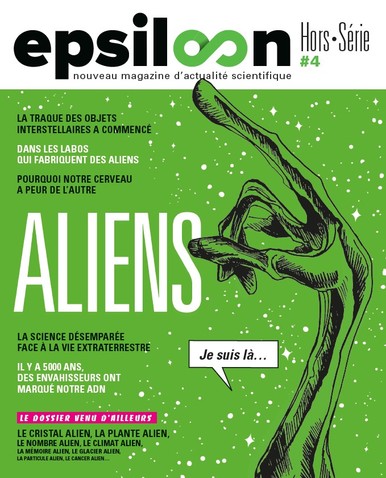 epsiloon Hors-Série
nouveau magazine d'actualité scientifique #4
LA TRAQUE DES OBJETS
INTERSTELLAIRES A COMMENCÉ
DANS LES LABOS
QUI FABRIQUENT DES ALIENS
POURQUOI NOTRE CERVEAU
A PEUR DE L'AUTRE
ALIENS
LA SCIENCE DÉSEMPARÉE
FACE À LA VIE EXTRATERRESTRE
Je suis là...
IL Y A 5000 ANS,
DES ENVAHISSEURS ONT
MARQUÉ NOTRE ADN
LE DOSSIER VENU D'AILLEURS
LE CRISTAL ALIEN, LA PLANTE ALIEN,
LE NOMBRE ALIEN, LE CLIMAT ALIEN,
LA MÉMOIRE ALIEN, LE GLACIER ALIEN,
LA PARTICULE ALIEN, LE CANCER ALIEN...